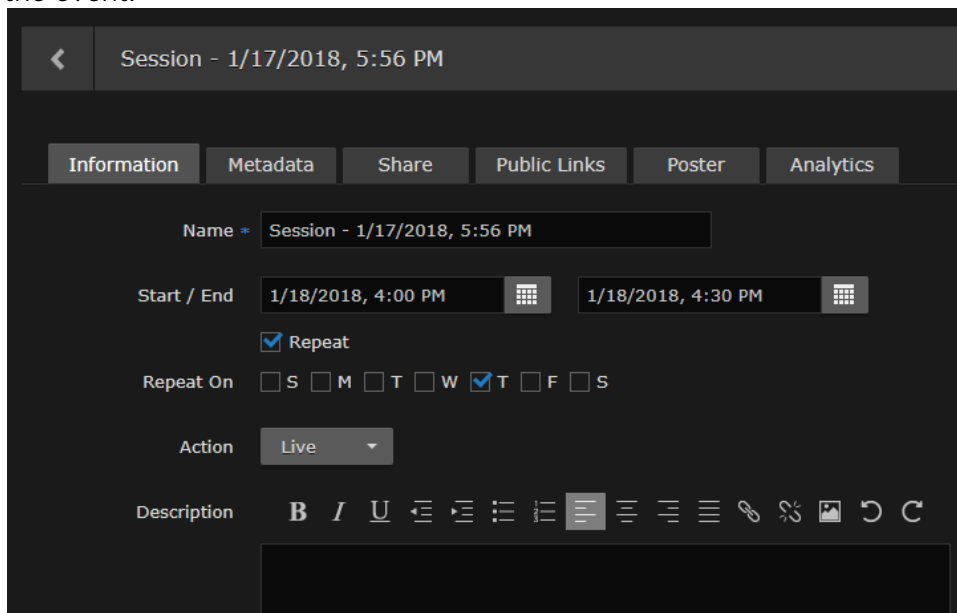 the event.
Session - 1/17/2018, 5:56 PM
Information Metadata Share Public Links Poster Analytics
Name * Session - 1/17/2018, 5:56 PM
Start / End 1/18/2018, 4:00 PM 1/18/2018, 4:30 PM
Repeat
Repeat On S M T W T F S
Action Live
Description B I U